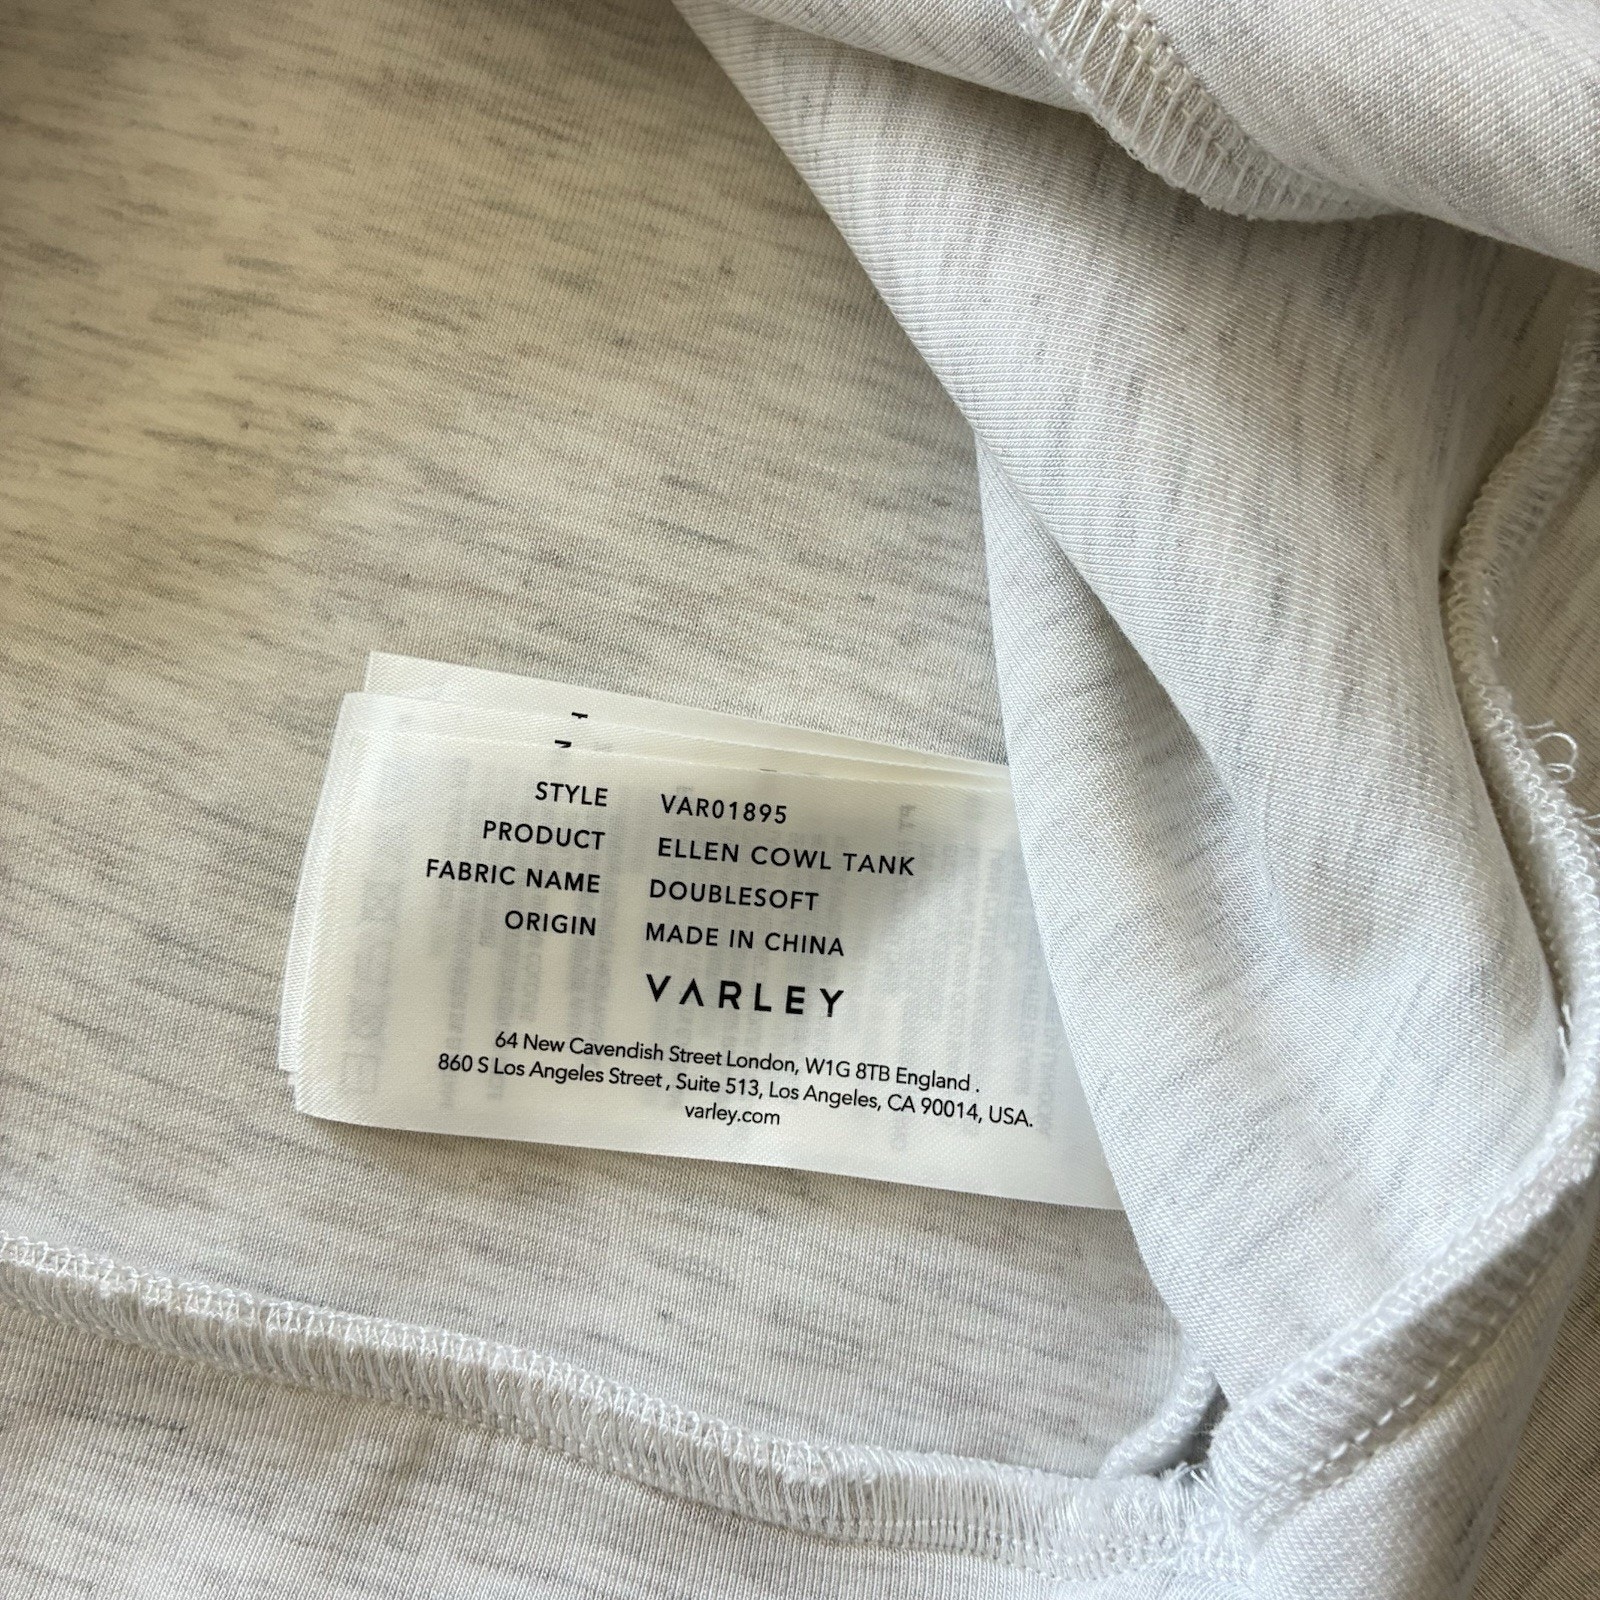 STYLE VAR01895
PRODUCT ELLEN COWL TANK
FABRIC NAME DOUBLESOFT
ORIGIN MADE IN CHINA
VARLEY
64 New Cavendish Street London, W1G 8TB England .
860 S Los Angeles Street , Suite 513, Los Angeles, CA 90014, USA.
varley.com